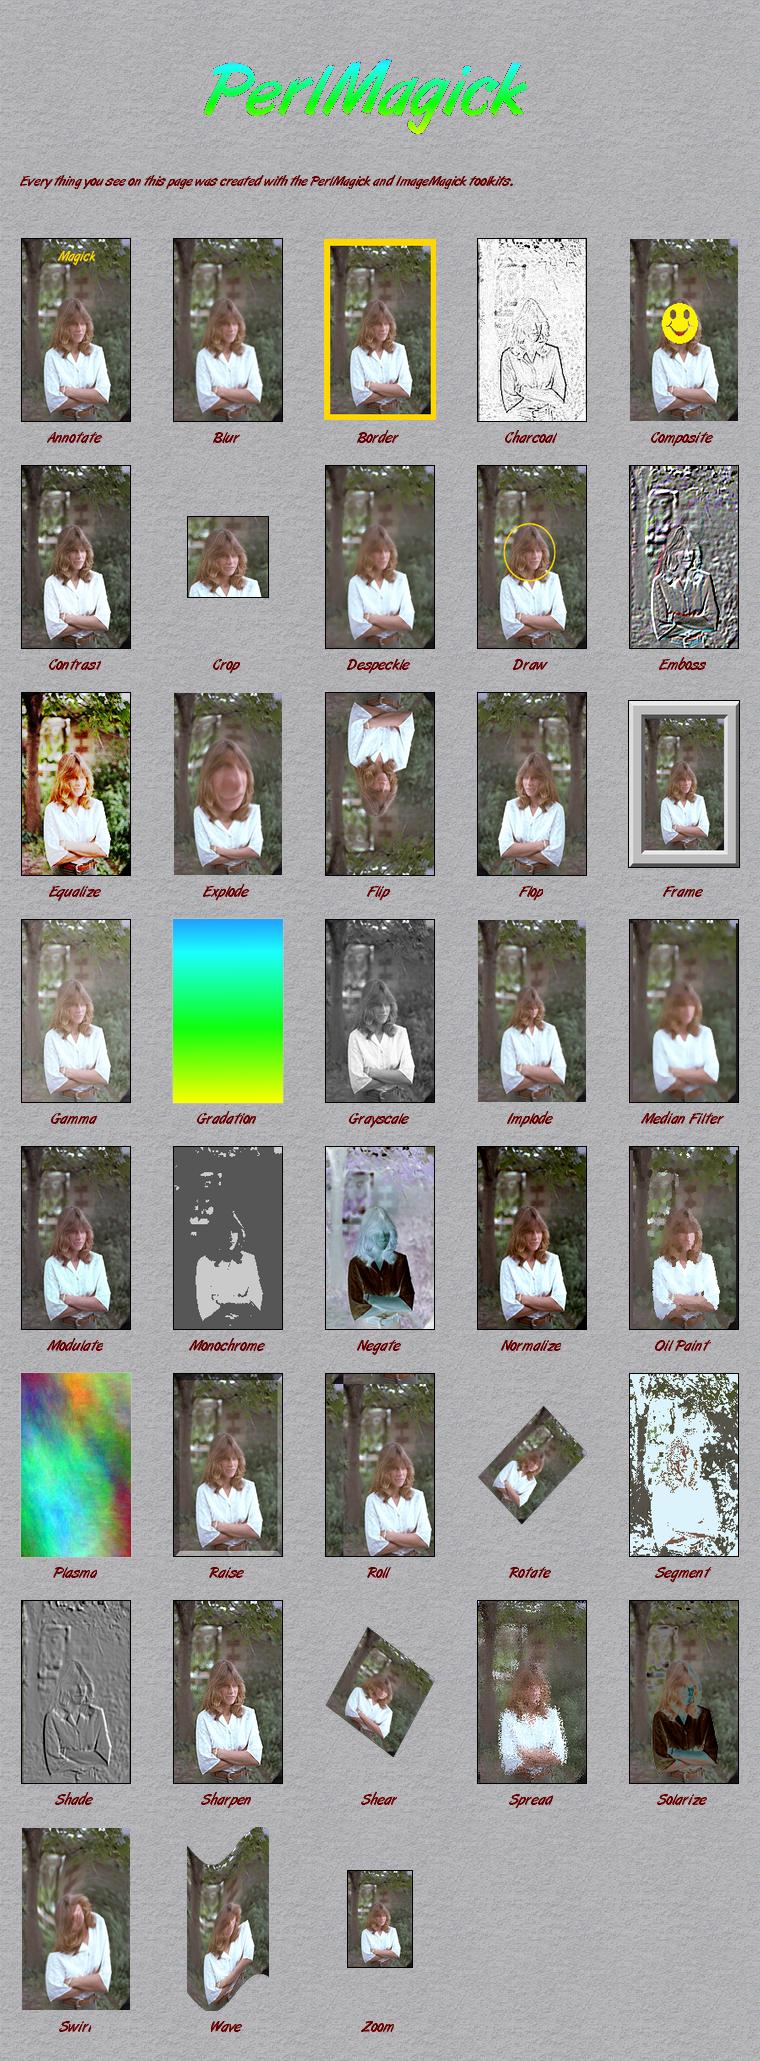 PerlMagick
Every thing you see on this page was created with the PerlMagick and ImageMagick toolkits.
Magick
Annotate Blur Border Charcoal Composite
Contrast Crop Despeckle Draw Emboss
Equalize Explode Flip Flop Frame
Gamma Gradation Grayscale Implode Median Filter
Modulate Monochrome Negate Normalize Oil Paint
Plasma Raise Roll Rotate Segment
Shade Sharpen Shear Spread Solarize
Swirl Wave Zoom